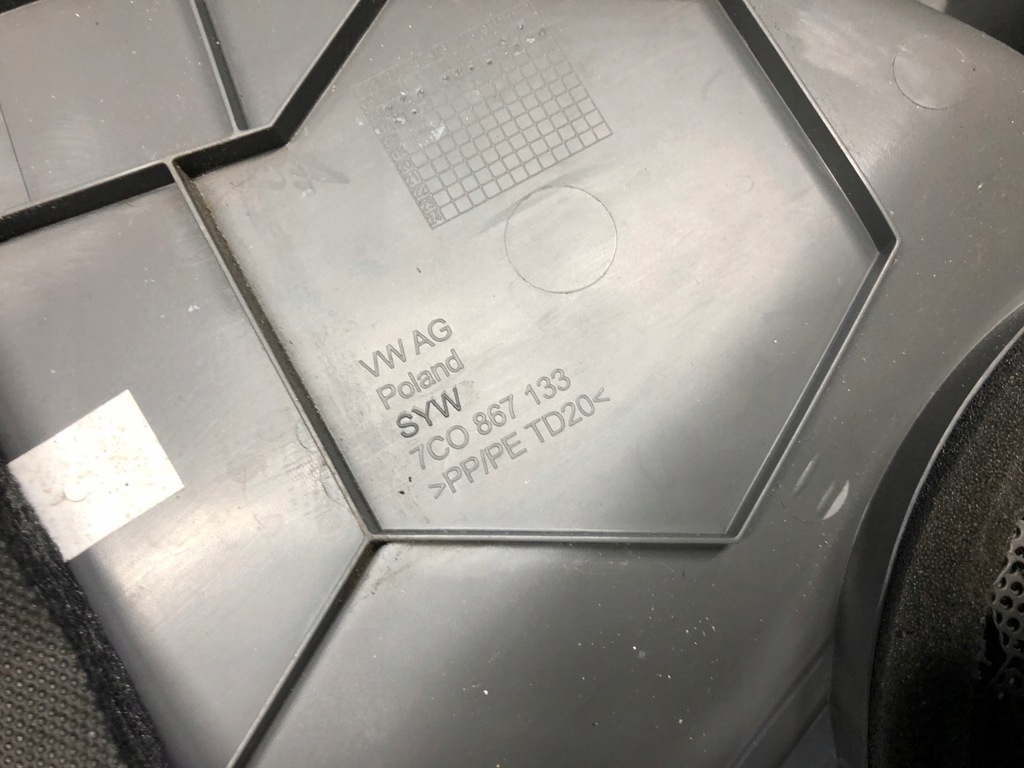 VW AG
Poland
SYW
7C0 867 133
>PP/PE TD20<